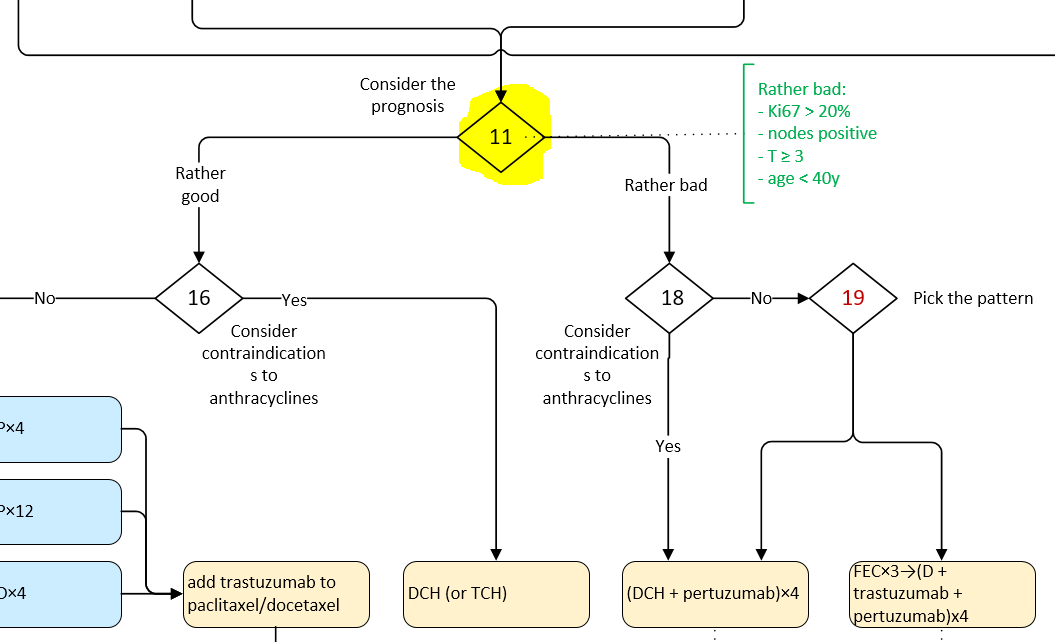 Consider the
prognosis
11
Rather bad:
- Ki67 > 20%
- nodes positive
- T ≥ 3
- age < 40y
Rather
good
Rather bad
No
16
Yes
Consider
contraindication
s to
anthracyclines
18
No
19
Pick the pattern
Consider
contraindication
s to
anthracyclines
Yes
P×4
P×12
D×4
add trastuzumab to
paclitaxel/docetaxel
DCH (or TCH)
(DCH + pertuzumab)×4
FEC×3→(D +
trastuzumab +
pertuzumab)x4